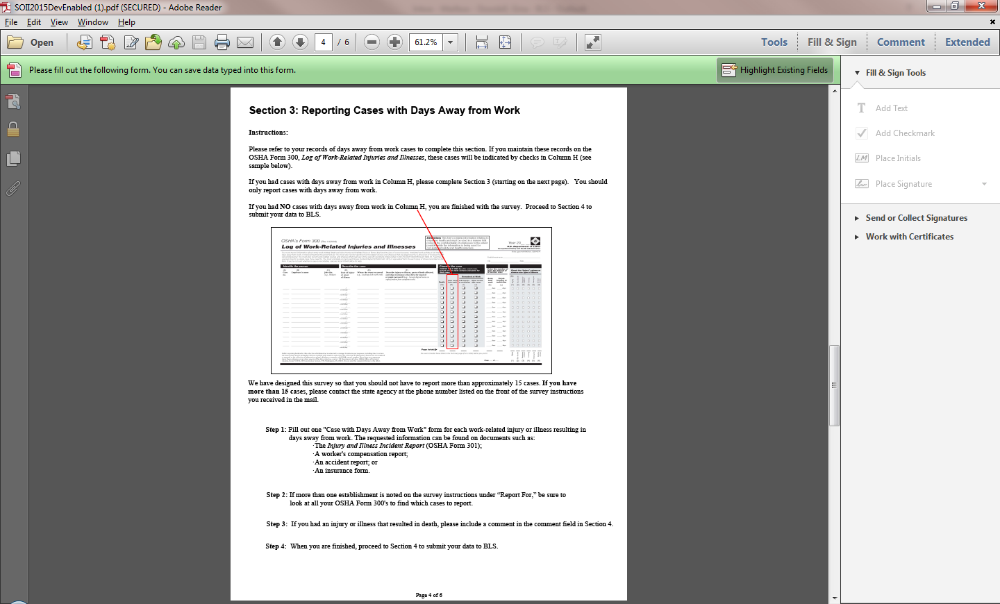 SOII2015DevEnabled (1).pdf (SECURED) - Adobe Reader
File Edit View Window Help
Open 4 / 6 61.2% Tools Fill & Sign Comment Extended
Please fill out the following form. You can save data typed into this form.
Highlight Existing Fields
Fill & Sign Tools
Add Text
Add Checkmark
Place Initials
Place Signature
Send or Collect Signatures
Work with Certificates
Section 3: Reporting Cases with Days Away from Work
Instructions:
Please refer to your records of days away from work cases to complete this section. If you maintain these records on the
OSHA Form 300, Log of Work-Related Injuries and Illnesses, these cases will be indicated by checks in Column H (see
sample below).
If you had cases with days away from work in Column H, please complete Section 3 (starting on the next page). You should
only report cases with days away from work.
If you had NO cases with days away from work in Column H, you are finished with the survey. Proceed to Section 4 to
submit your data to BLS.
OSHA's Form 300
Log of Work-Related Injuries and Illnesses
Year 20
U.S. Department of Labor
Identify the person
Describe the case
Classify the case
We have designed this survey so that you should not have to report more than approximately 15 cases. If you have
more than 15 cases, please contact the state agency at the phone number listed on the front of the survey instructions
you received in the mail.
Step 1: Fill out one "Case with Days Away from Work" form for each work-related injury or illness resulting in
days away from work. The requested information can be found on documents such as:
·The Injury and Illness Incident Report (OSHA Form 301);
·A worker's compensation report;
·An accident report; or
·An insurance form.
Step 2: If more than one establishment is noted on the survey instructions under “Report For,” be sure to
look at all your OSHA Form 300's to find which cases to report.
Step 3: If you had an injury or illness that resulted in death, please include a comment in the comment field in Section 4.
Step 4: When you are finished, proceed to Section 4 to submit your data to BLS.
Page 4 of 6